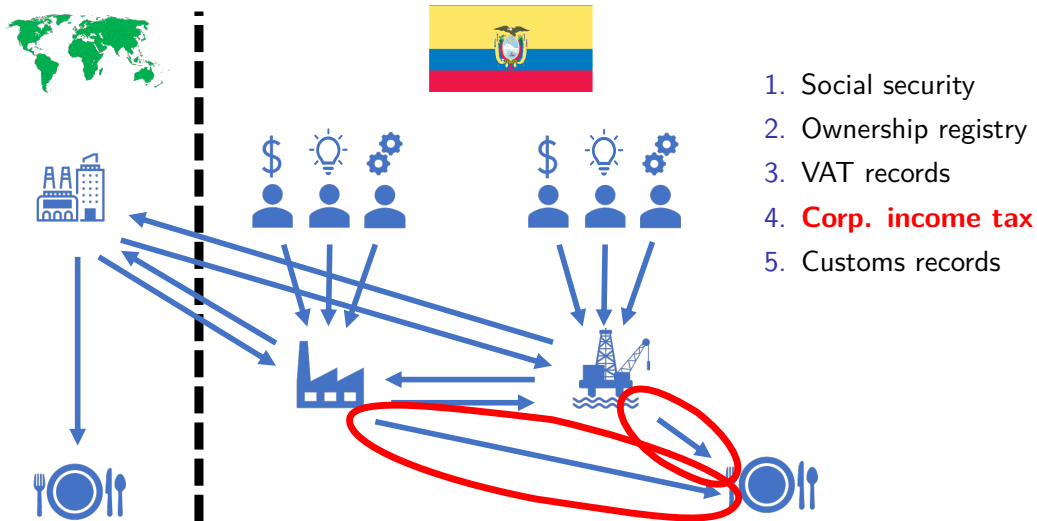 1. Social security
2. Ownership registry
3. VAT records
4. Corp. income tax
5. Customs records
$
$